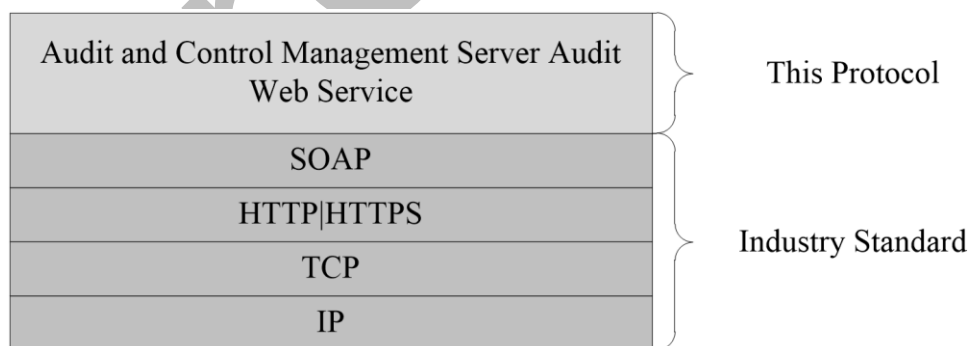 Audit and Control Management Server Audit
Web Service
This Protocol
SOAP
HTTP|HTTPS
TCP
IP
Industry Standard